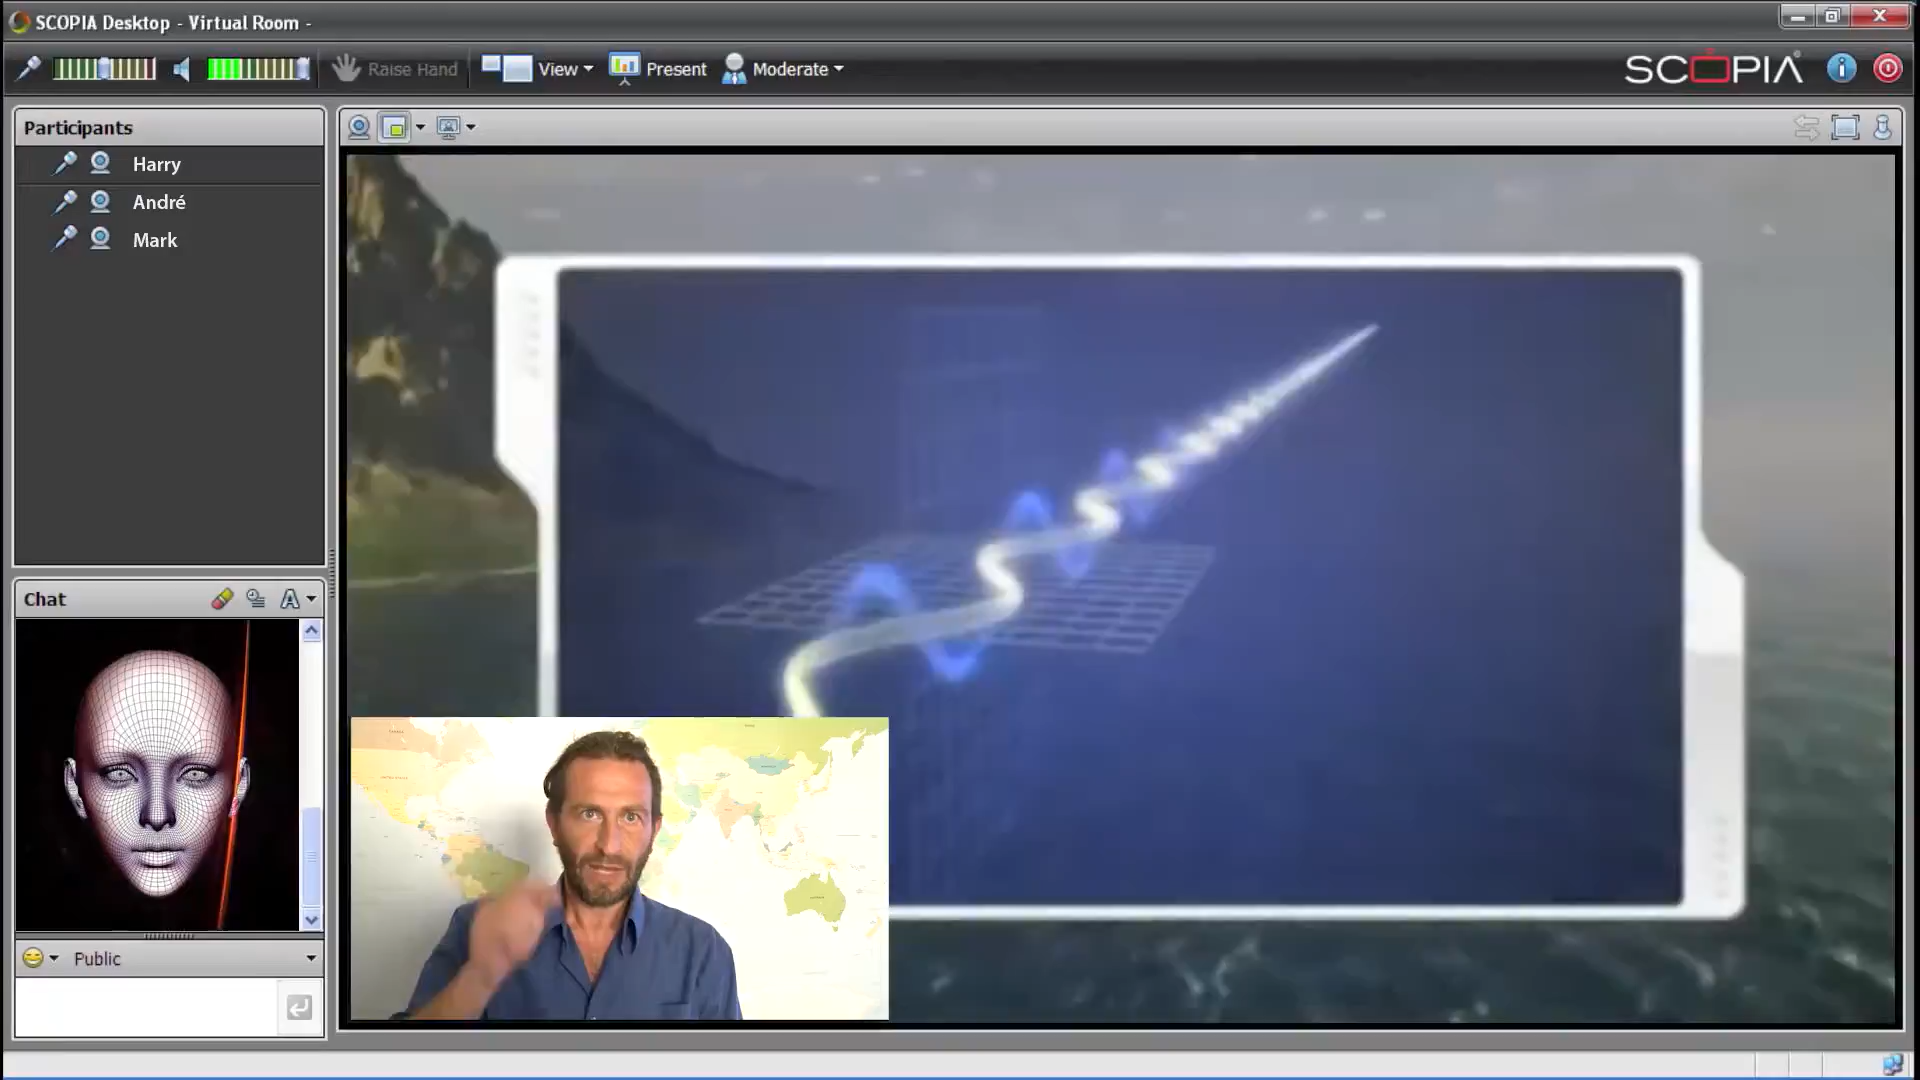 SCOPIA Desktop - Virtual Room -
Raise Hand
View
Present
Moderate
SCOPIA
Participants
Harry
André
Mark
Chat
A
Public